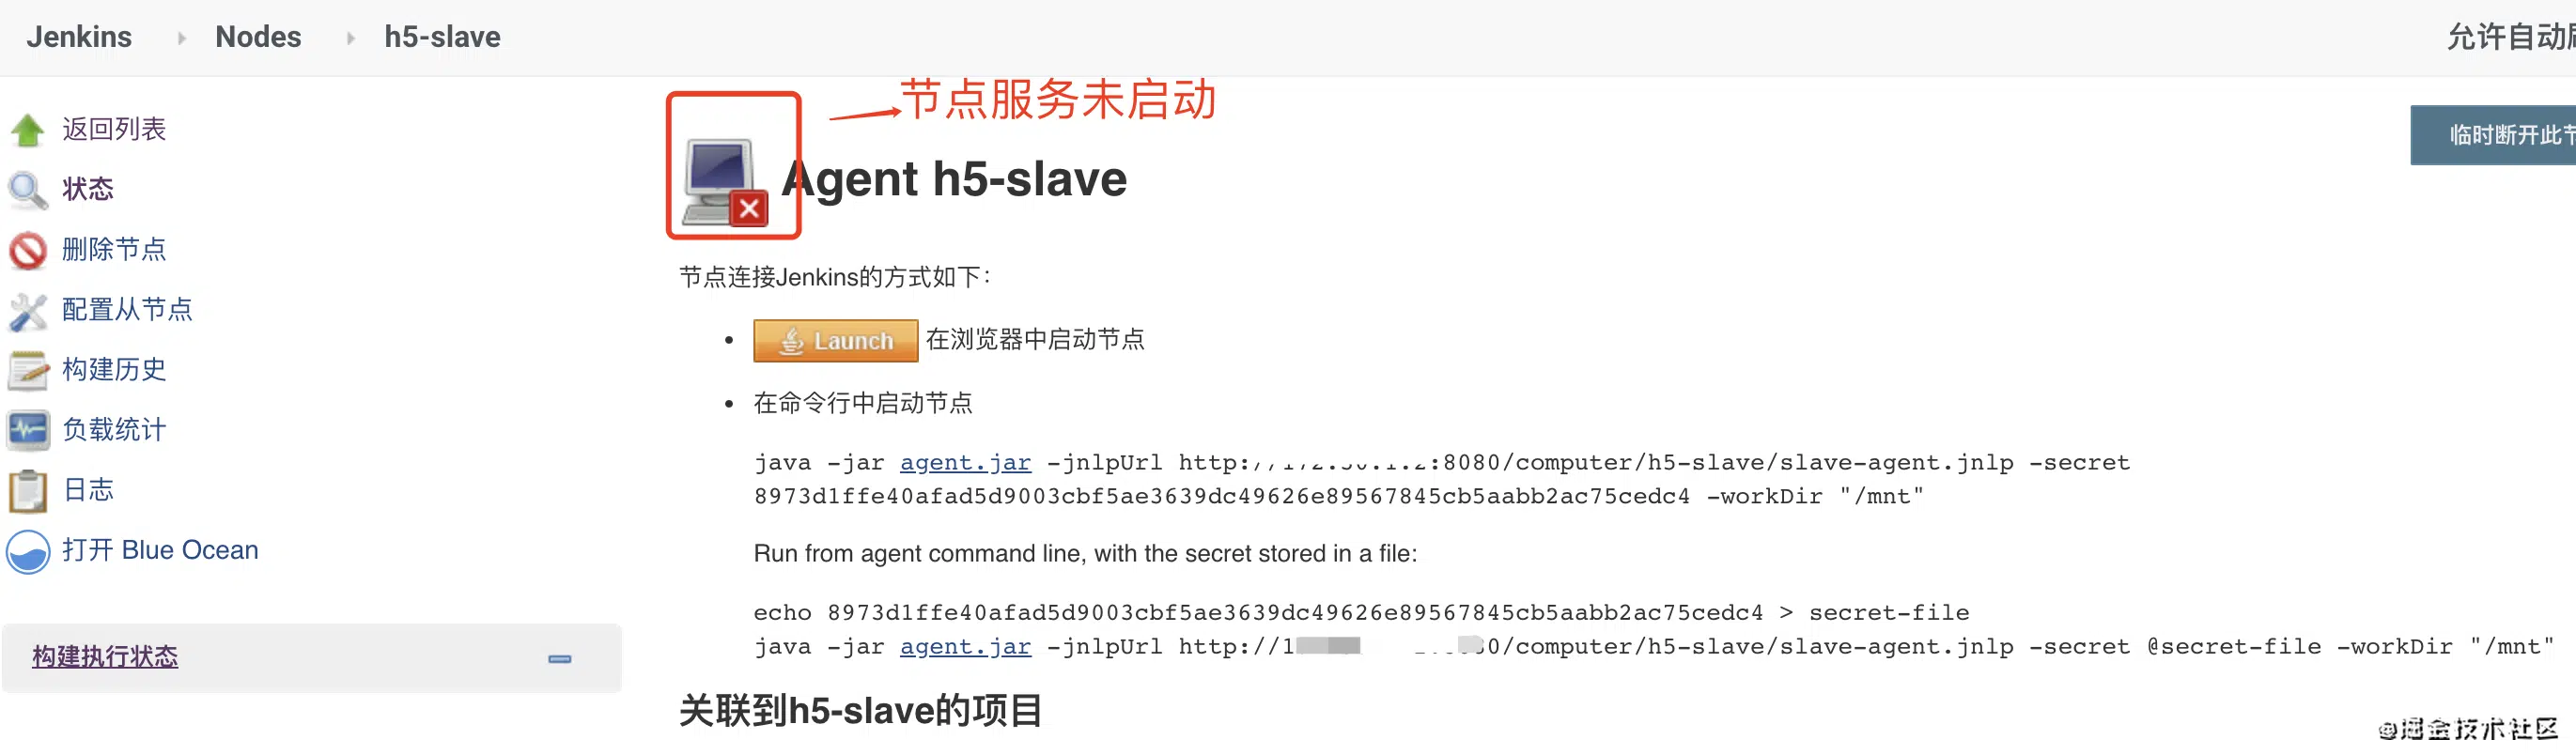 Jenkins Nodes h5-slave
允许自动
节点服务未启动
返回列表
临时断开此
Agent h5-slave
状态
删除节点
节点连接Jenkins的方式如下:
配置从节点
Launch 在浏览器中启动节点
构建历史
在命令行中启动节点
负载统计
java -jar agent.jar -jnlpUrl http: :8080/computer/h5-slave/slave-agent.jnlp -secret
8973d1ffe40afad5d9003cbf5ae3639dc49626e89567845cb5aabb2ac75cedc4 -workDir "/mnt"
日志
打开 Blue Ocean
Run from agent command line, with the secret stored in a file:
echo 8973d1ffe40afad5d9003cbf5ae3639dc49626e89567845cb5aabb2ac75cedc4 > secret-file
java -jar agent.jar -jnlpUrl http://1 0/computer/h5-slave/slave-agent.jnlp -secret @secret-file -workDir "/mnt"
构建执行状态
关联到h5-slave的项目
@掘金技术社区